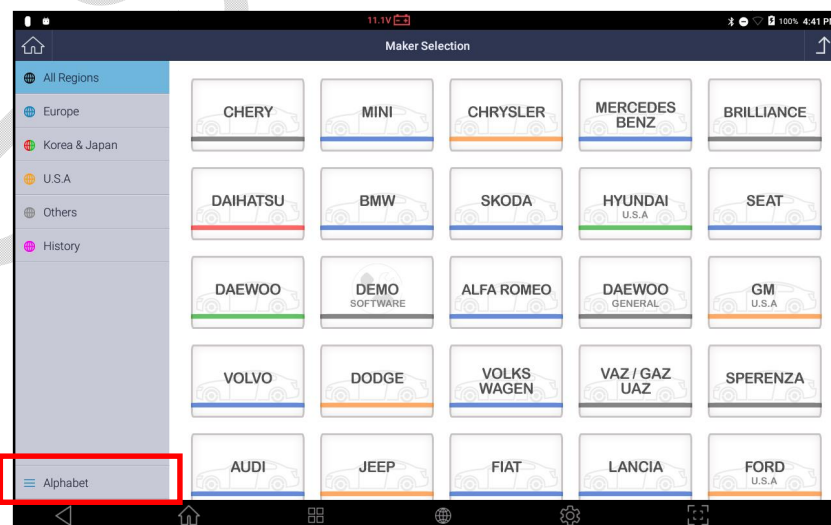 11.1V
100% 4:41 PM
Maker Selection
All Regions
Europe
Korea & Japan
U.S.A
Others
History
Alphabet
CHERY
MINI
CHRYSLER
MERCEDES
BENZ
BRILLIANCE
DAIHATSU
BMW
SKODA
HYUNDAI
U.S.A
SEAT
DAEWOO
DEMO
SOFTWARE
ALFA ROMEO
DAEWOO
GENERAL
GM
U.S.A
VOLVO
DODGE
VOLKS
WAGEN
VAZ / GAZ
UAZ
SPERENZA
AUDI
JEEP
FIAT
LANCIA
FORD
U.S.A